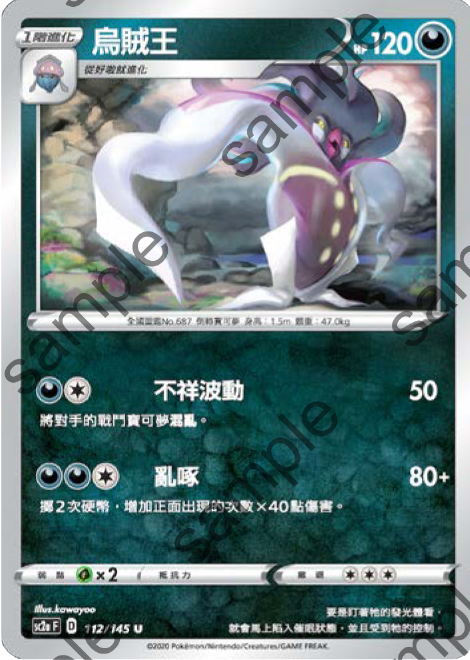 1階進化
烏賊王
HP 120
從好啦魷進化
sample
sample
sample
sample
sample
sample
全國圖鑑No.687 倒轉寶可夢 身高：1.5m 體重：47.0kg
不祥波動 50
將對手的戰鬥寶可夢混亂。
亂啄 80+
擲2次硬幣，增加正面出現的次數×40點傷害。
弱點 ×2 抵抗力 撤退
Illus.kawayoo
sc2a F D 112/145 U
要是盯著牠的發光體看，
就會馬上陷入催眠狀態，並且受到牠的控制。
©2020 Pokémon/Nintendo/Creatures/GAME FREAK.